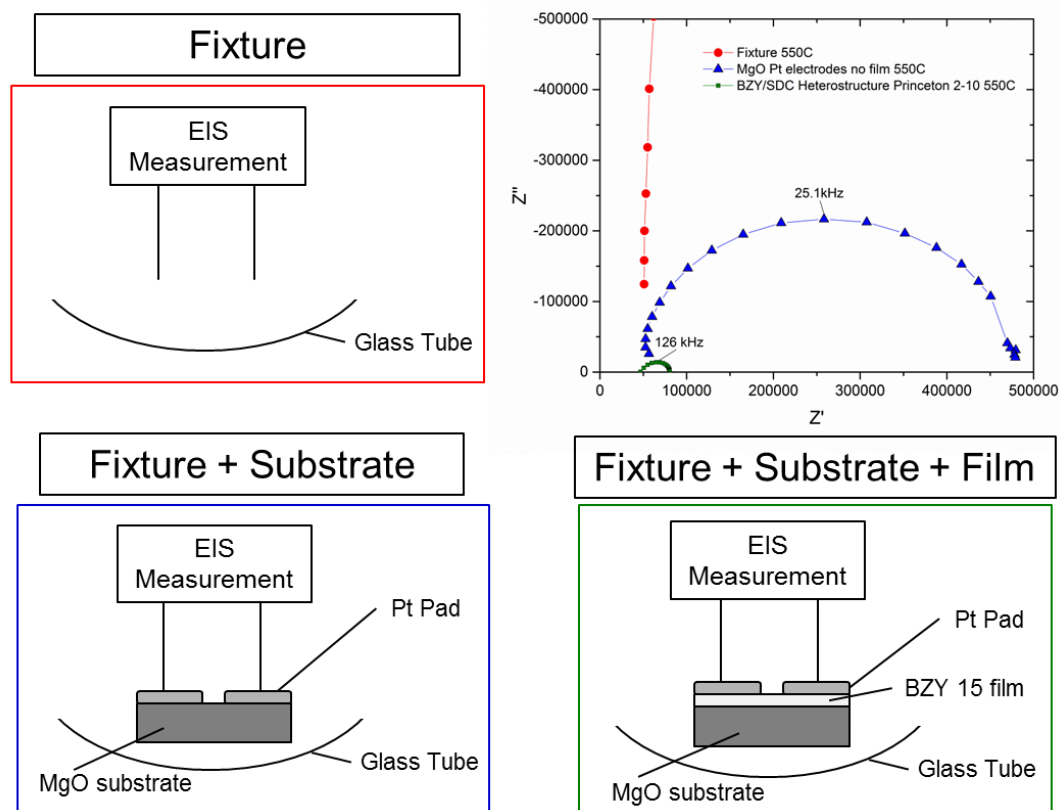 Fixture
EIS
Measurement
Glass Tube
-500000
-400000
-300000
-200000
-100000
0
Z''
Fixture 550C
MgO Pt electrodes no film 550C
BZY/SDC Heterostructure Princeton 2-10 550C
25.1kHz
126 kHz
0
100000
200000
300000
400000
500000
Z'
Fixture + Substrate
EIS
Measurement
Pt Pad
Glass Tube
MgO substrate
Fixture + Substrate + Film
EIS
Measurement
Pt Pad
BZY 15 film
Glass Tube
MgO substrate